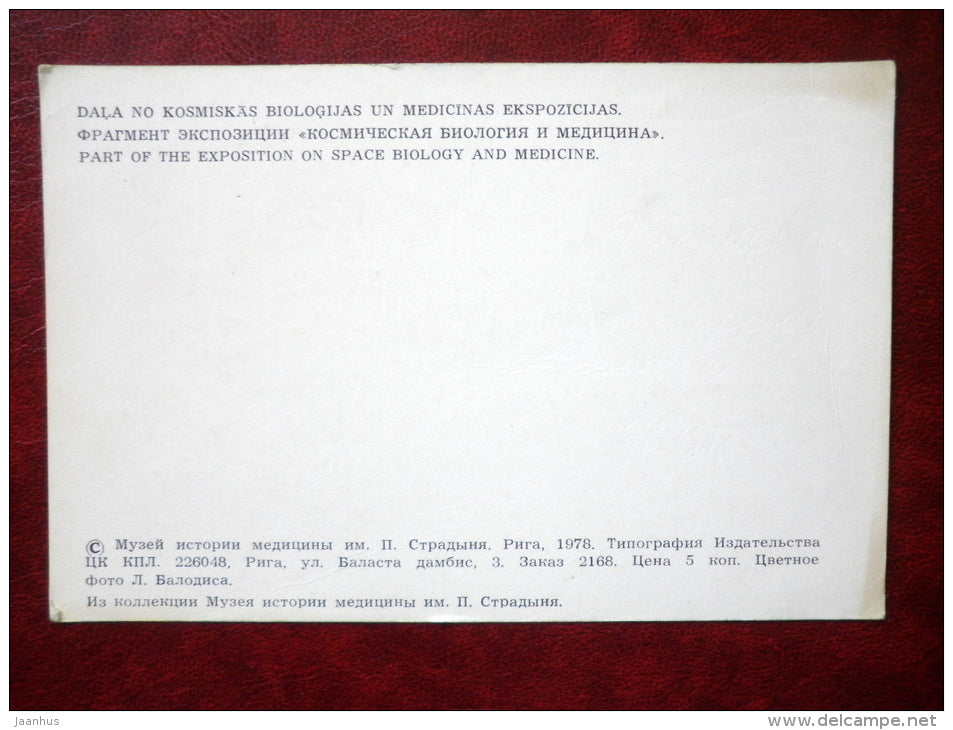 DAĻA NO KOSMISKĀS BIOLOĢIJAS UN MEDICĪNAS EKSPOZĪCIJAS.
ФРАГМЕНТ ЭКСПОЗИЦИИ «КОСМИЧЕСКАЯ БИОЛОГИЯ И МЕДИЦИНА».
PART OF THE EXPOSITION ON SPACE BIOLOGY AND MEDICINE.
© Музей истории медицины им. П. Страдыня. Рига, 1978. Типография Издательства
ЦК КПЛ. 226048, Рига, ул. Баласта дамбис, 3. Заказ 2168. Цена 5 коп. Цветное
фото Л. Балодиса.
Из коллекции Музея истории медицины им. П. Страдыня.
Jaanhus
www.delcampe.net